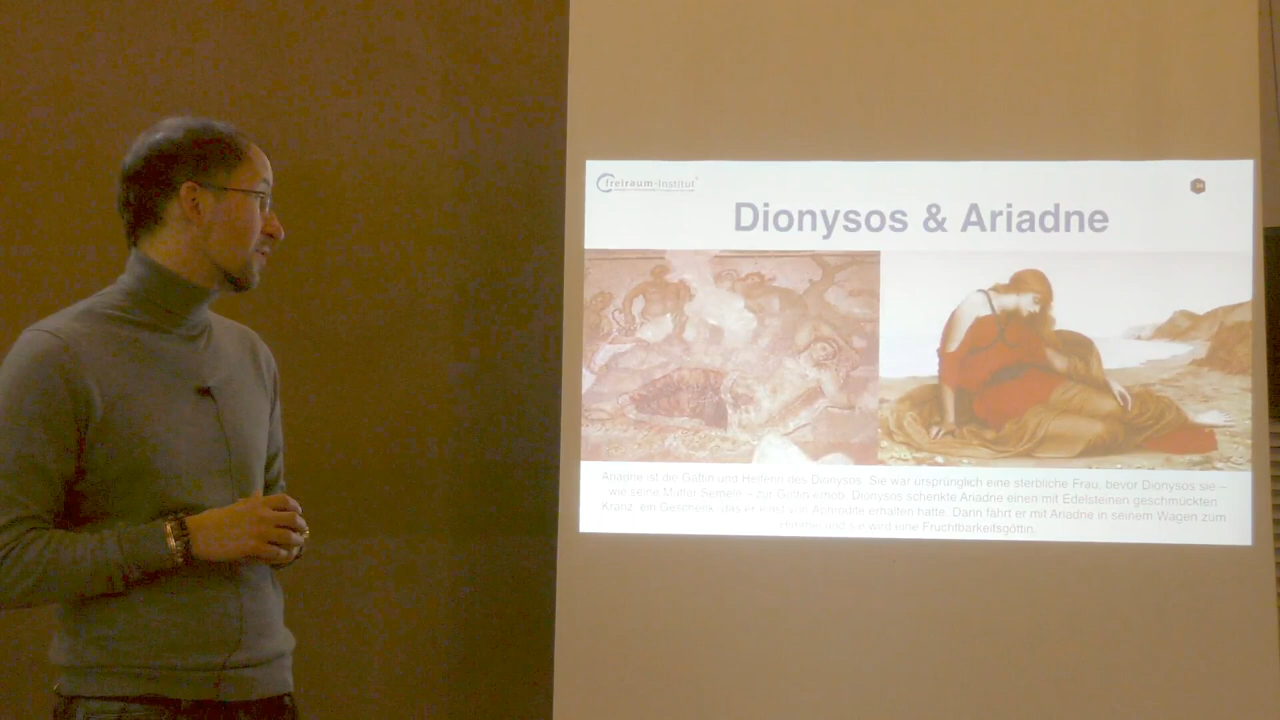 freiraum-Institut
Dionysos & Ariadne
Ariadne ist die Gattin und Helferin des Dionysos. Sie war ursprünglich eine sterbliche Frau, bevor Dionysos sie –
wie seine Mutter Semele – zur Göttin erhob. Dionysos schenkte Ariadne einen mit Edelsteinen geschmückten
Kranz, ein Geschenk, das er einst von Aphrodite erhalten hatte. Dann fährt er mit Ariadne in seinem Wagen zum
Himmel und sie wird eine Fruchtbarkeitsgöttin.